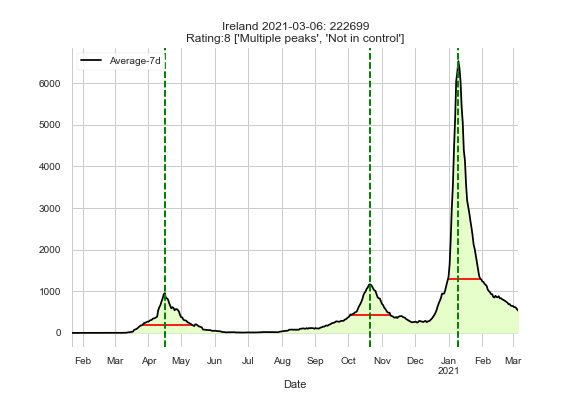 Ireland 2021-03-06: 222699
Rating:8 ['Multiple peaks', 'Not in control']
Average-7d
6000
5000
4000
3000
2000
1000
0
Feb Mar Apr May Jun Jul Aug Sep Oct Nov Dec Jan Feb Mar
2021
Date